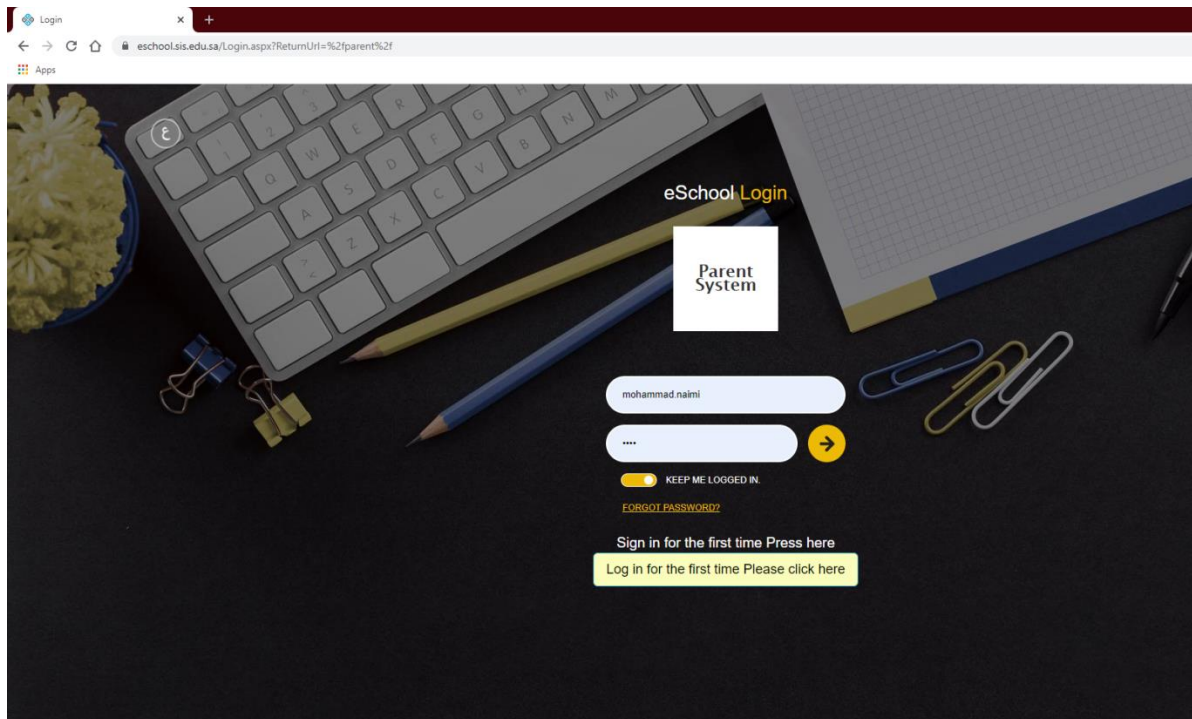 Login
eschool.sis.edu.sa/Login.aspx?ReturnUrl=%2fparent%2f
Apps
ع
eSchool Login
Parent
System
mohammad.naimi
••••
KEEP ME LOGGED IN.
FORGOT PASSWORD?
Sign in for the first time Press here
Log in for the first time Please click here